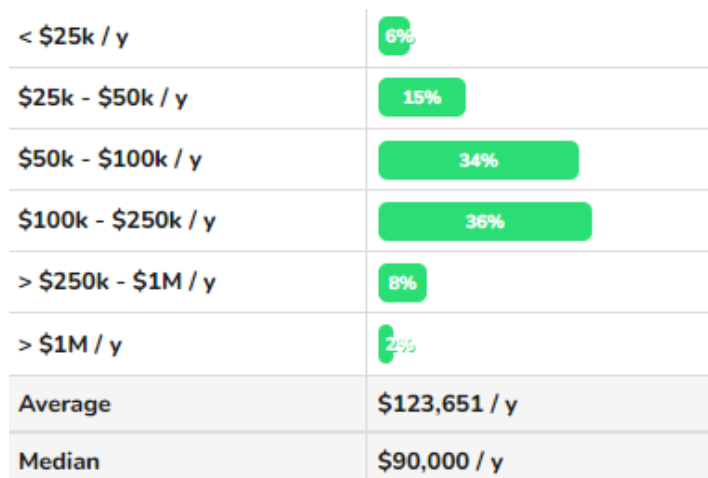 < $25k / y 6%
$25k - $50k / y 15%
$50k - $100k / y 34%
$100k - $250k / y 36%
> $250k - $1M / y 8%
> $1M / y 2%
Average $123,651 / y
Median $90,000 / y